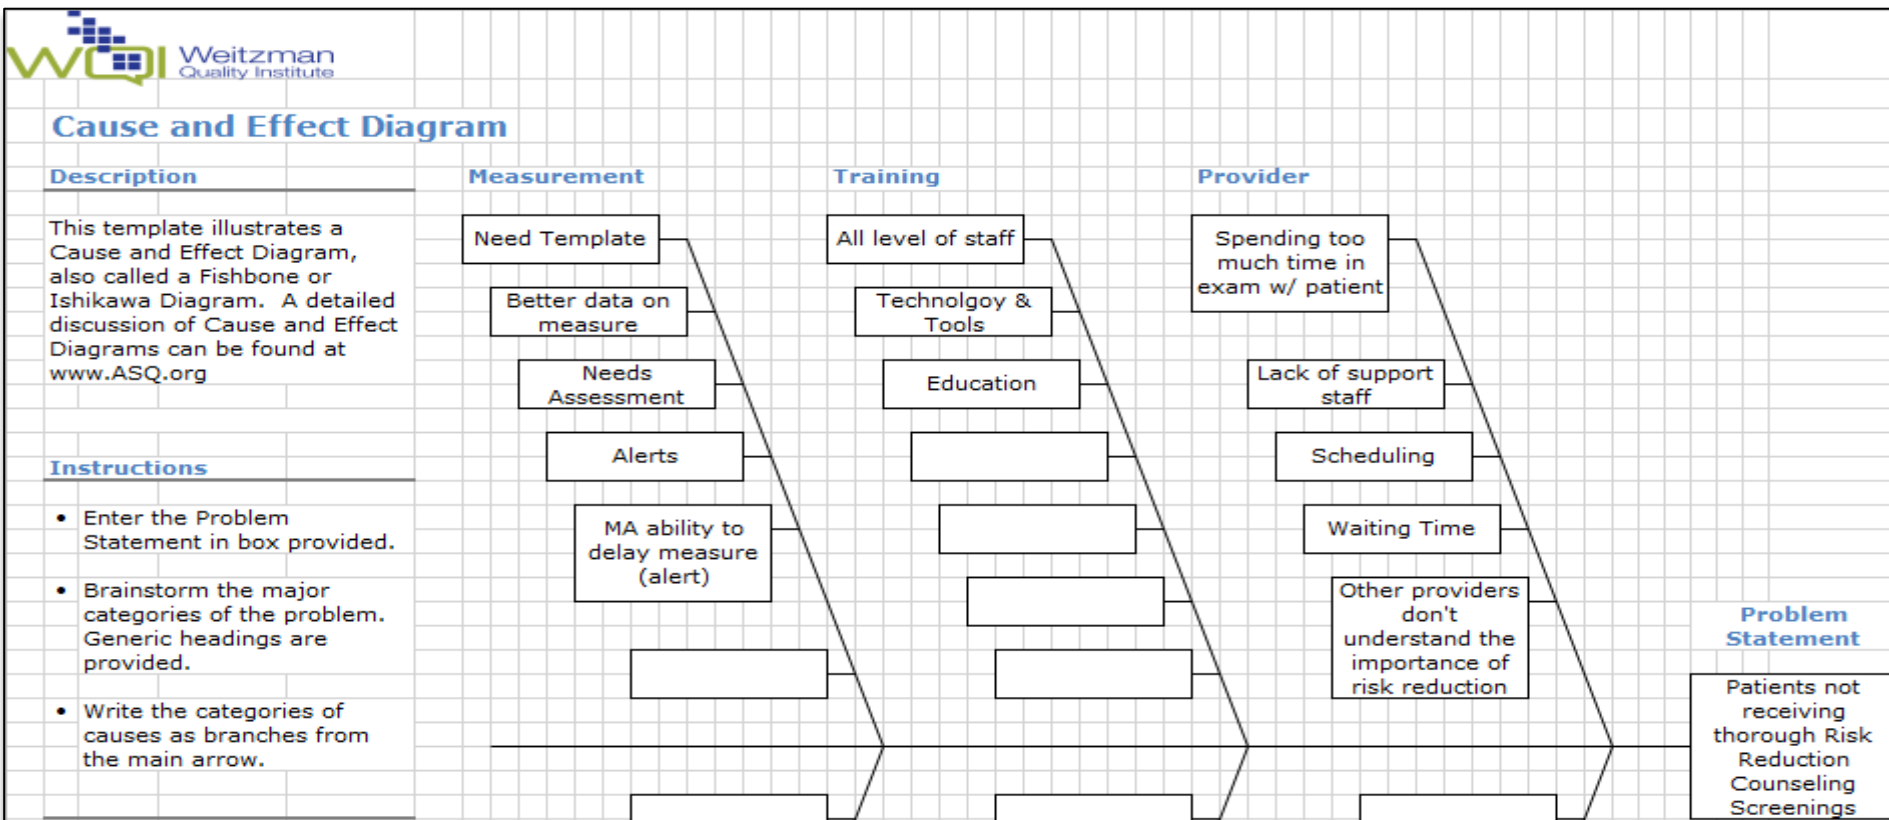 WQI Weitzman
Quality Institute
Cause and Effect Diagram
Description
This template illustrates a
Cause and Effect Diagram,
also called a Fishbone or
Ishikawa Diagram.  A detailed
discussion of Cause and Effect
Diagrams can be found at
www.ASQ.org
Instructions
• Enter the Problem
Statement in box provided.
• Brainstorm the major
categories of the problem.
Generic headings are
provided.
• Write the categories of
causes as branches from
the main arrow.
Measurement
Need Template
Better data on
measure
Needs
Assessment
Alerts
MA ability to
delay measure
(alert)
Training
All level of staff
Technolgoy &
Tools
Education
Provider
Spending too
much time in
exam w/ patient
Lack of support
staff
Scheduling
Waiting Time
Other providers
don't
understand the
importance of
risk reduction
Problem
Statement
Patients not
receiving
thorough Risk
Reduction
Counseling
Screenings